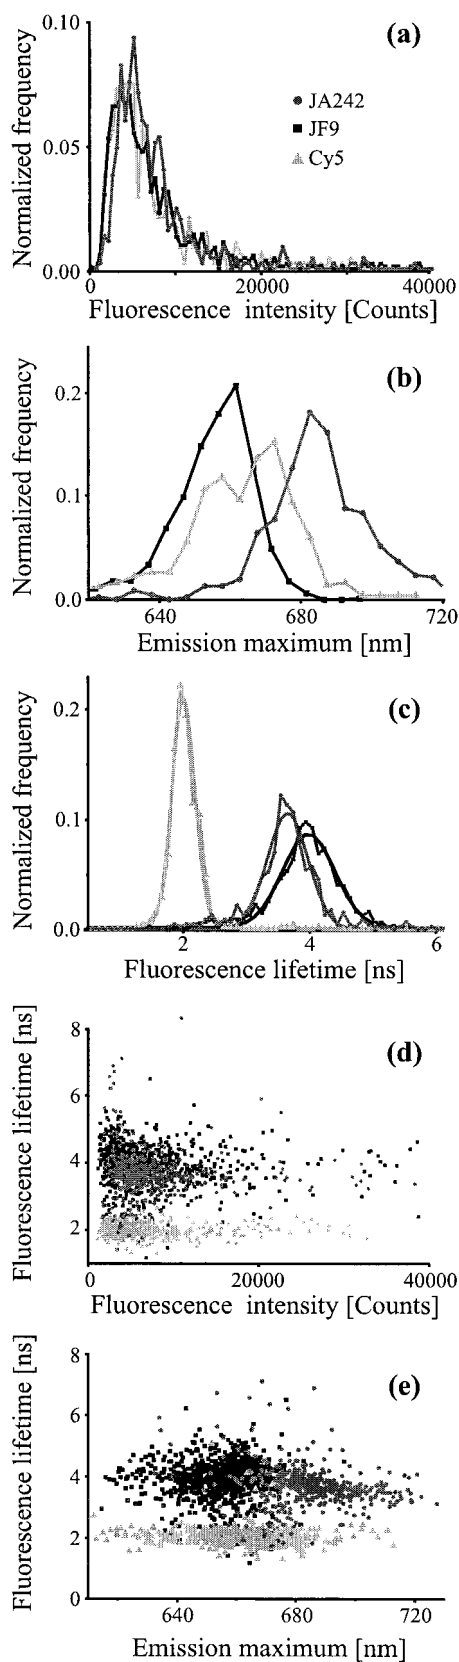 0.10
(a)
Normalized frequency
JA242
JF9
0.05
Cy5
0.00
0
20000
40000
Fluorescence intensity [Counts]
(b)
0.2
Normalized frequency
0.1
0.0
640
680
720
Emission maximum [nm]
(c)
0.2
Normalized frequency
0.1
0.0
2
4
6
Fluorescence lifetime [ns]
8
(d)
Fluorescence lifetime [ns]
6
4
2
0
20000
40000
Fluorescence intensity [Counts]
8
(e)
Fluorescence lifetime [ns]
6
4
2
0
640
680
720
Emission maximum [nm]